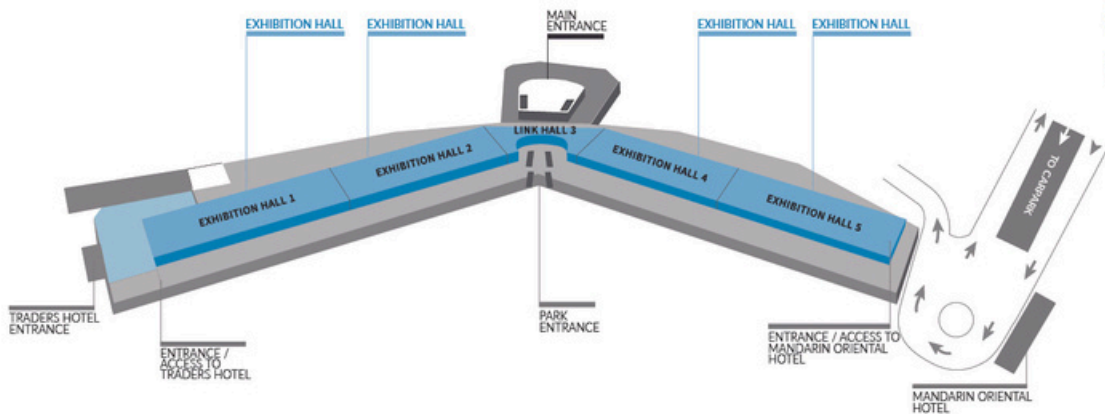 EXHIBITION HALL
EXHIBITION HALL
MAIN
ENTRANCE
EXHIBITION HALL
EXHIBITION HALL
LINK HALL 3
EXHIBITION HALL 2
EXHIBITION HALL 4
EXHIBITION HALL 1
EXHIBITION HALL 5
TO CARPARK
TRADERS HOTEL
ENTRANCE
PARK
ENTRANCE
ENTRANCE / ACCESS TO
MANDARIN ORIENTAL
HOTEL
ENTRANCE /
ACCESS TO
TRADERS HOTEL
MANDARIN ORIENTAL
HOTEL